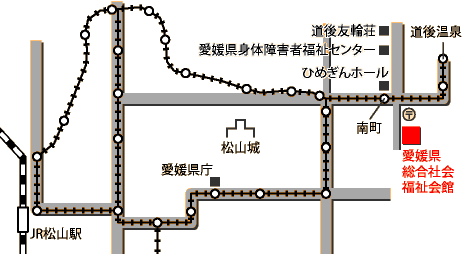 道後友輪荘
道後温泉
愛媛県身体障害者福祉センター
ひめぎんホール
〒
南町
松山城
愛媛県
総合社会
福祉会館
愛媛県庁
JR松山駅